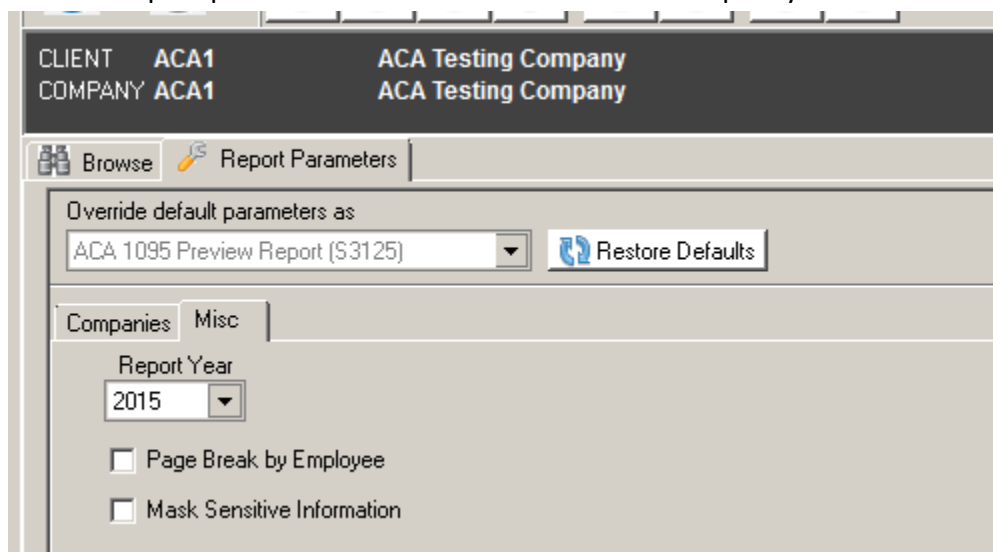 CLIENT ACA1 ACA Testing Company
COMPANY ACA1 ACA Testing Company
Browse Report Parameters
Override default parameters as
ACA 1095 Preview Report (S3125) Restore Defaults
Companies Misc
Report Year
2015
Page Break by Employee
Mask Sensitive Information